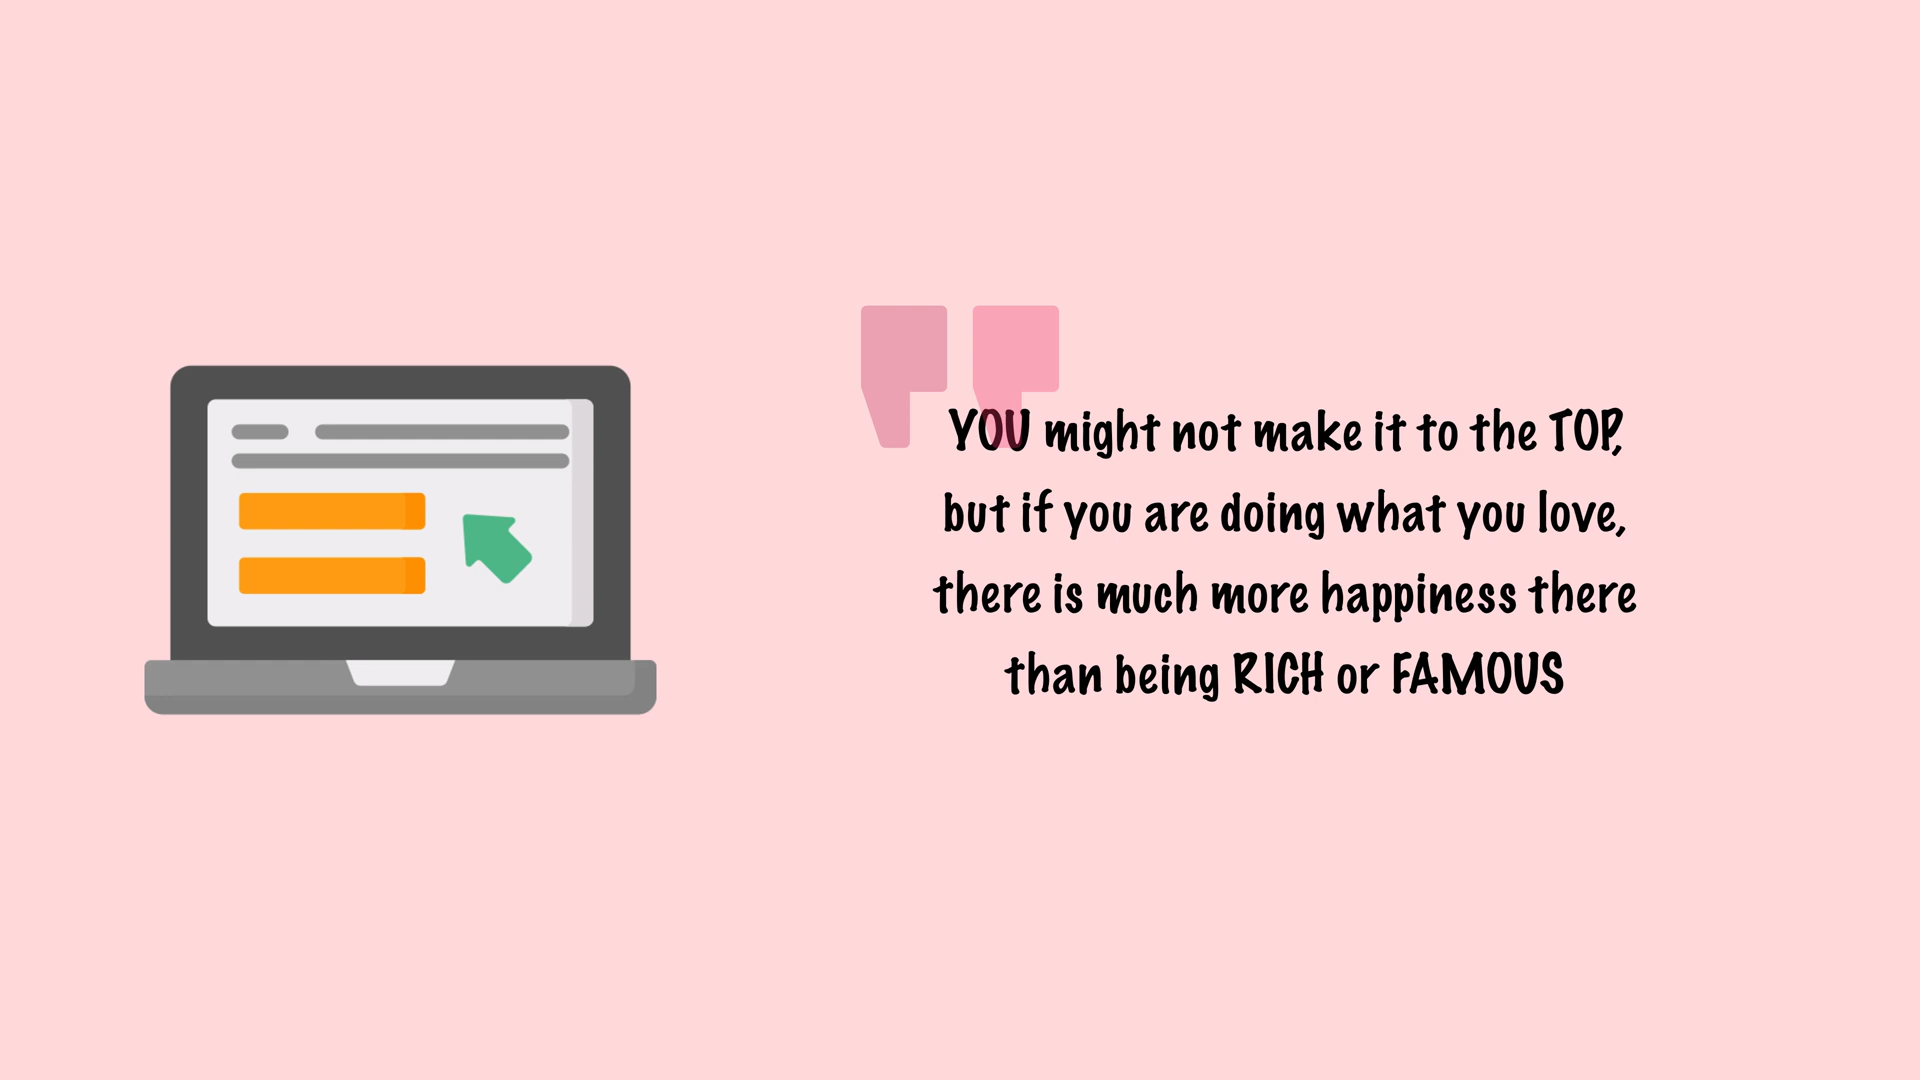 YOU might not make it to the TOP,
but if you are doing what you love,
there is much more happiness there
than being RICH or FAMOUS